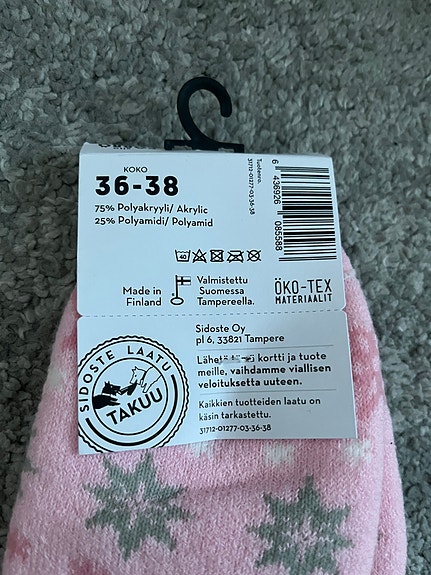 KOKO
36-38
75% Polyakryyli/ Akrylic
25% Polyamidi/ Polyamid
Tuotenro.
31712-01277-03-36-38
6 436926 085588
Made in
Finland
Valmistettu
Suomessa
Tampereella.
ÖKO-TEX
MATERIAALIT
SIDOSTE LAATU
TAKUU
Sidoste Oy
pl 6, 33821 Tampere
kortti ja tuote
meille, vaihdamme viallisen
veloituksetta uuteen.
Kaikkien tuotteiden laatu on
käsin tarkastettu.
31712-01277-03-36-38